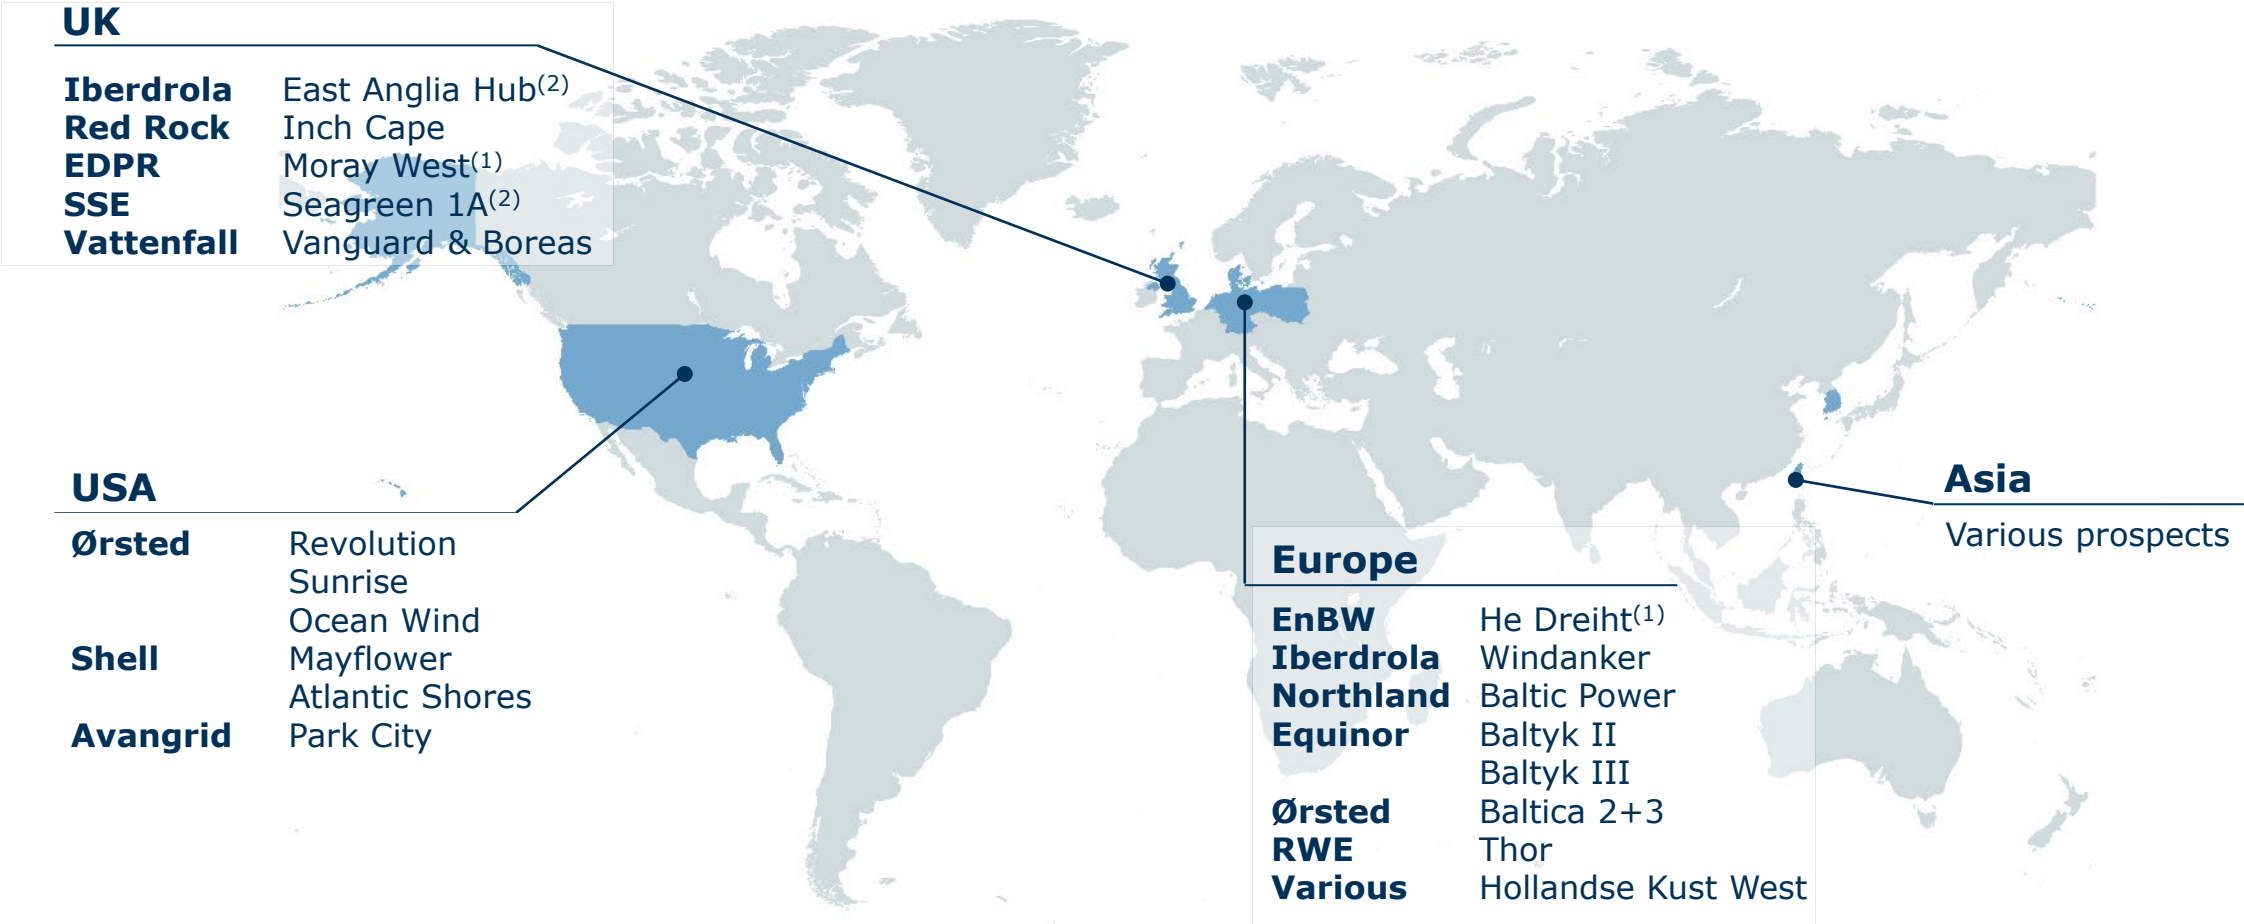 UK
Iberdrola East Anglia Hub(2)
Red Rock Inch Cape
EDPR Moray West(1)
SSE Seagreen 1A(2)
Vattenfall Vanguard & Boreas
USA
Ørsted Revolution
Sunrise
Ocean Wind
Shell Mayflower
Atlantic Shores
Avangrid Park City
Europe
EnBW He Dreiht(1)
Iberdrola Windanker
Northland Baltic Power
Equinor Baltyk II
Baltyk III
Ørsted Baltica 2+3
RWE Thor
Various Hollandse Kust West
Asia
Various prospects